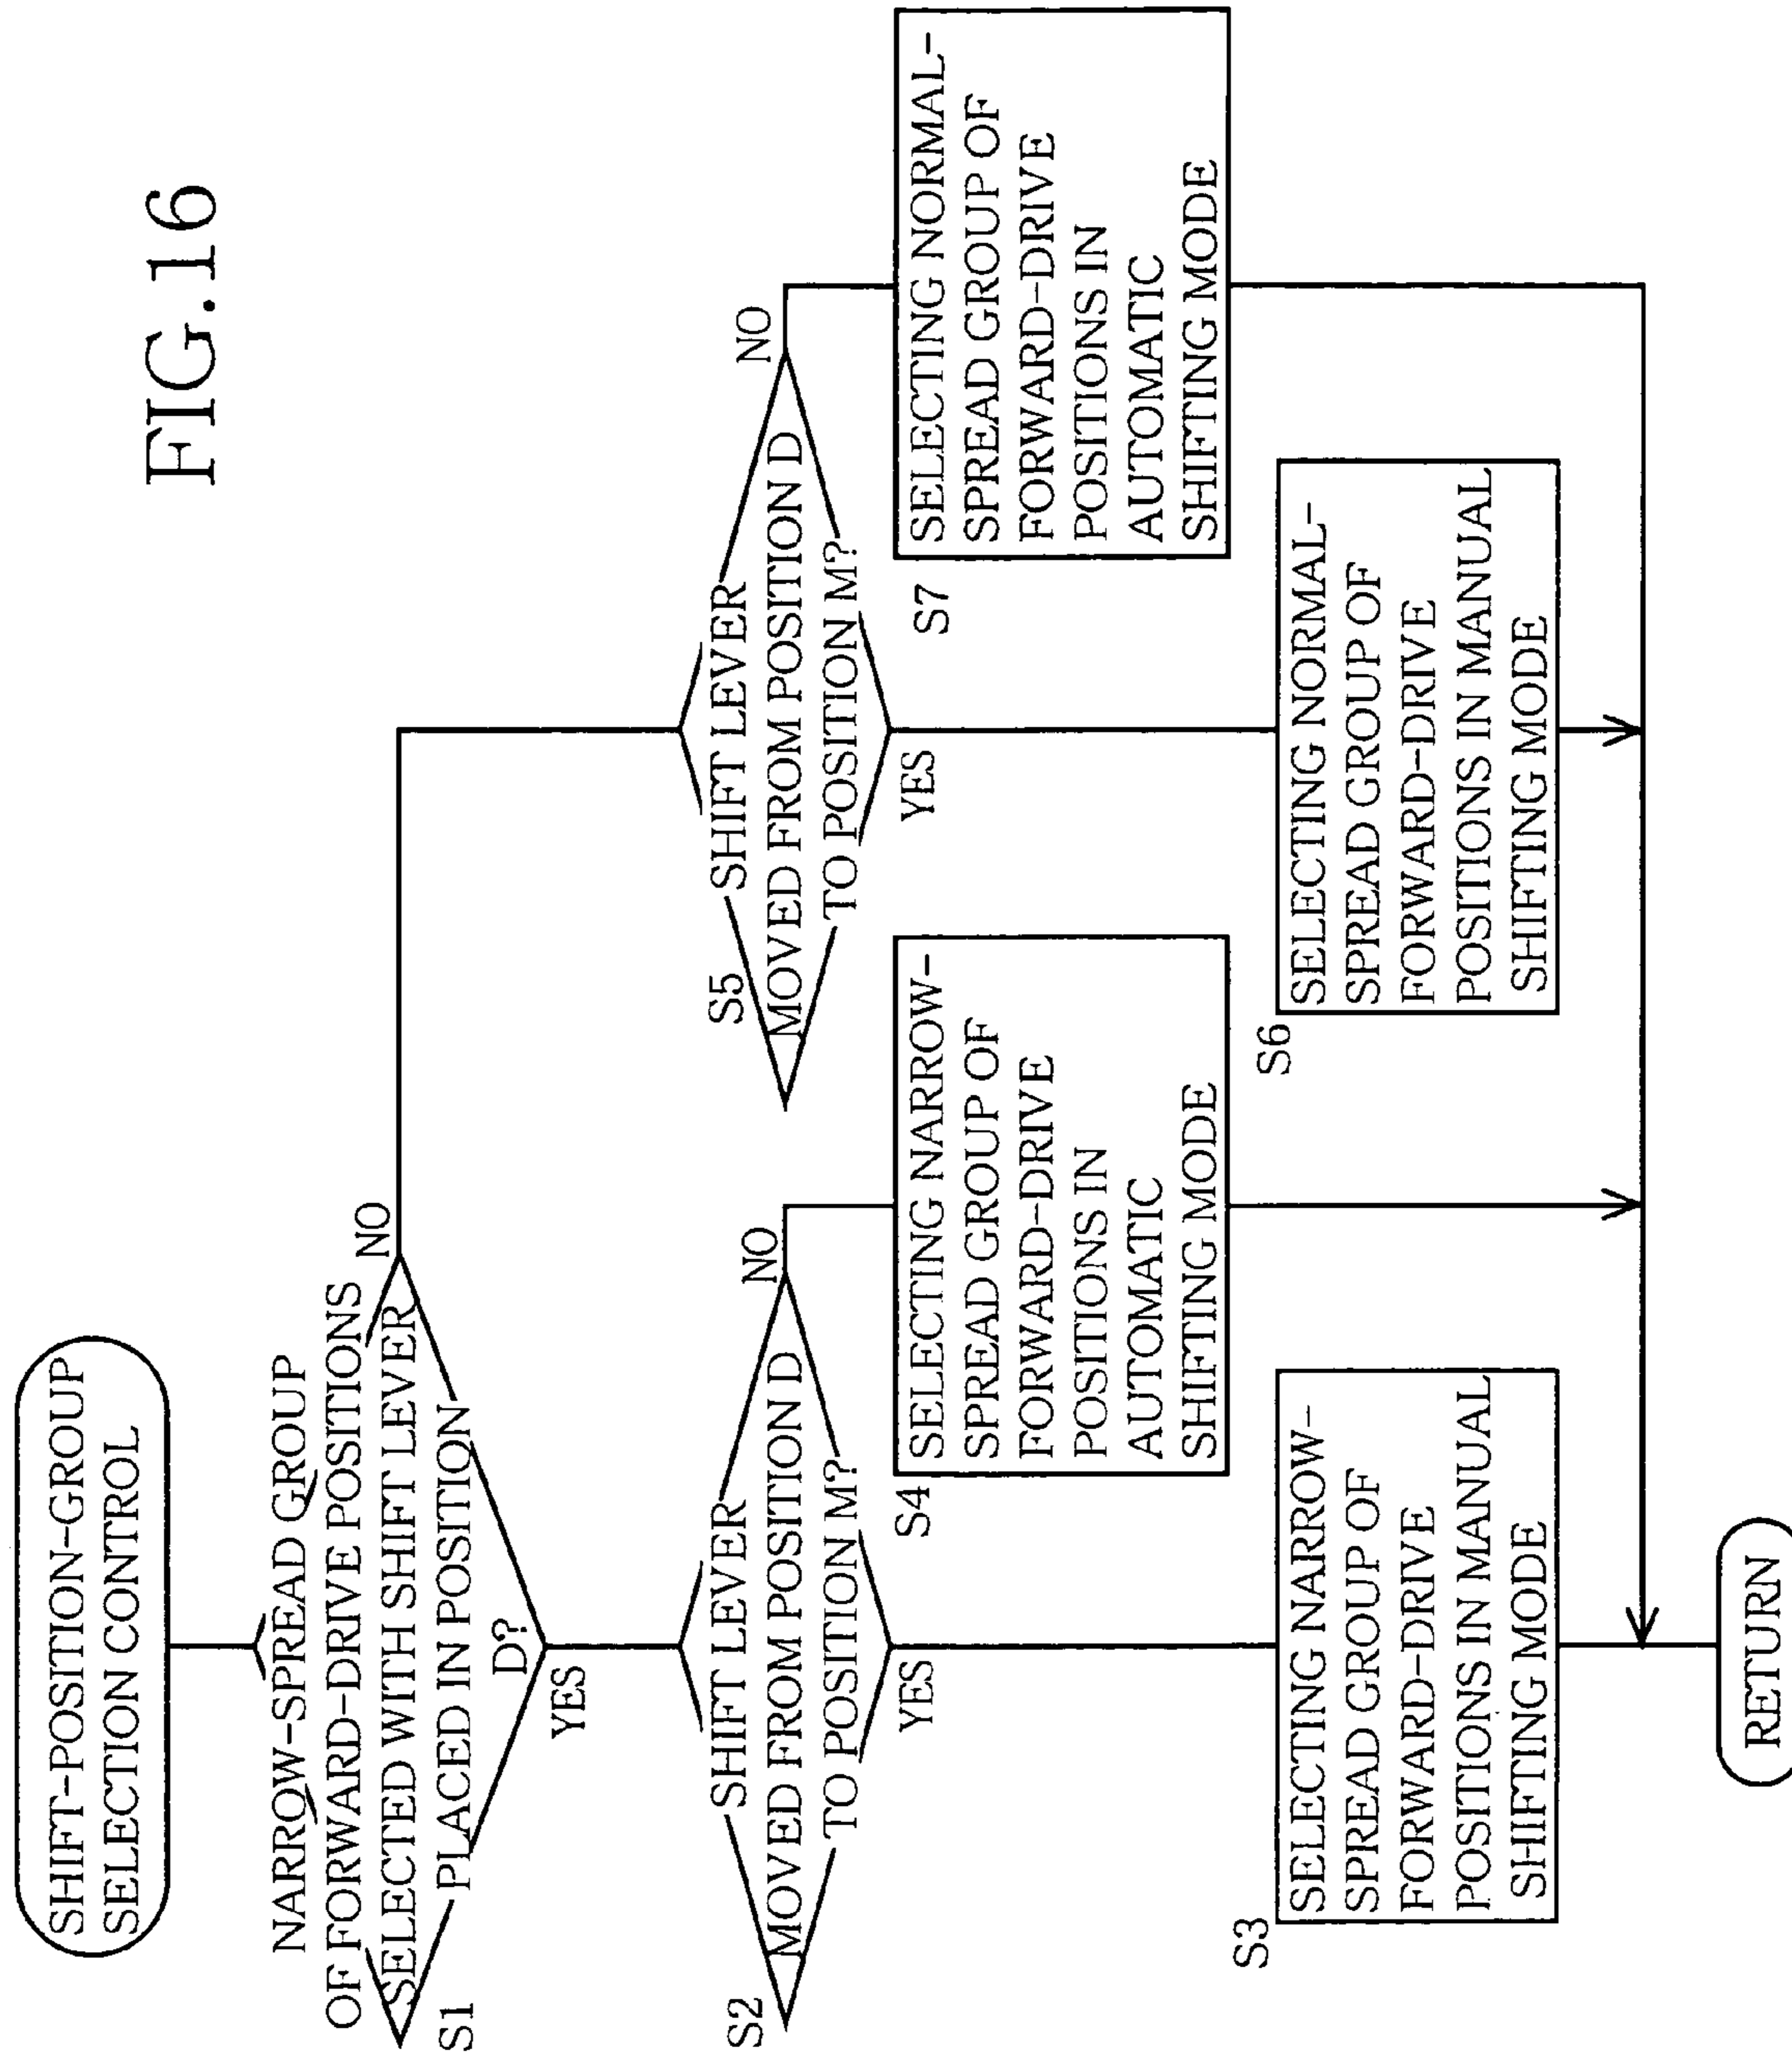 FIG.16
SHIFT-POSITION-GROUP
SELECTION CONTROL
NARROW-SPREAD GROUP
OF FORWARD-DRIVE POSITIONS
SELECTED WITH SHIFT LEVER
PLACED IN POSITION
D?
S1
NO
YES
S2
SHIFT LEVER
MOVED FROM POSITION D
TO POSITION M?
NO
YES
S3
SELECTING NARROW-
SPREAD GROUP OF
FORWARD-DRIVE
POSITIONS IN MANUAL
SHIFTING MODE
S4
SELECTING NARROW-
SPREAD GROUP OF
FORWARD-DRIVE
POSITIONS IN
AUTOMATIC
SHIFTING MODE
S5
SHIFT LEVER
MOVED FROM POSITION D
TO POSITION M?
NO
YES
S6
SELECTING NORMAL-
SPREAD GROUP OF
FORWARD-DRIVE
POSITIONS IN MANUAL
SHIFTING MODE
S7
SELECTING NORMAL-
SPREAD GROUP OF
FORWARD-DRIVE
POSITIONS IN
AUTOMATIC
SHIFTING MODE
RETURN